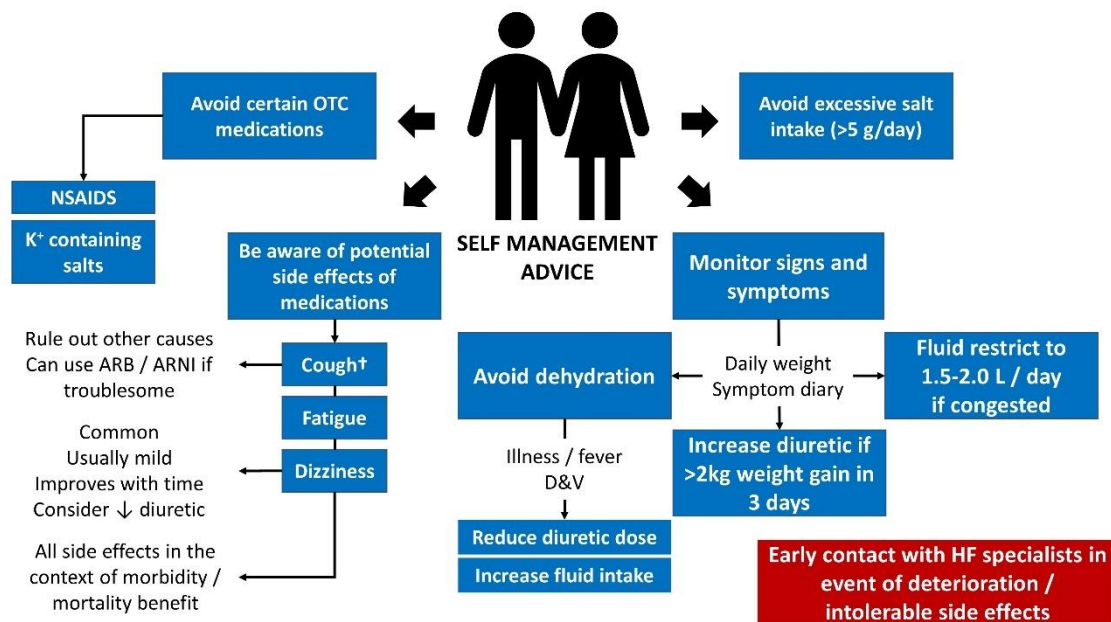 Avoid certain OTC
medications
NSAIDS
K⁺ containing
salts
Avoid excessive salt
intake (>5 g/day)
SELF MANAGEMENT
ADVICE
Be aware of potential
side effects of
medications
Rule out other causes
Can use ARB / ARNI if
troublesome
Cough†
Fatigue
Common
Usually mild
Improves with time
Consider ↓ diuretic
Dizziness
All side effects in the
context of morbidity /
mortality benefit
Monitor signs and
symptoms
Daily weight
Symptom diary
Avoid dehydration
Illness / fever
D&V
Reduce diuretic dose
Increase fluid intake
Increase diuretic if
>2kg weight gain in
3 days
Fluid restrict to
1.5-2.0 L / day
if congested
Early contact with HF specialists in
event of deterioration /
intolerable side effects